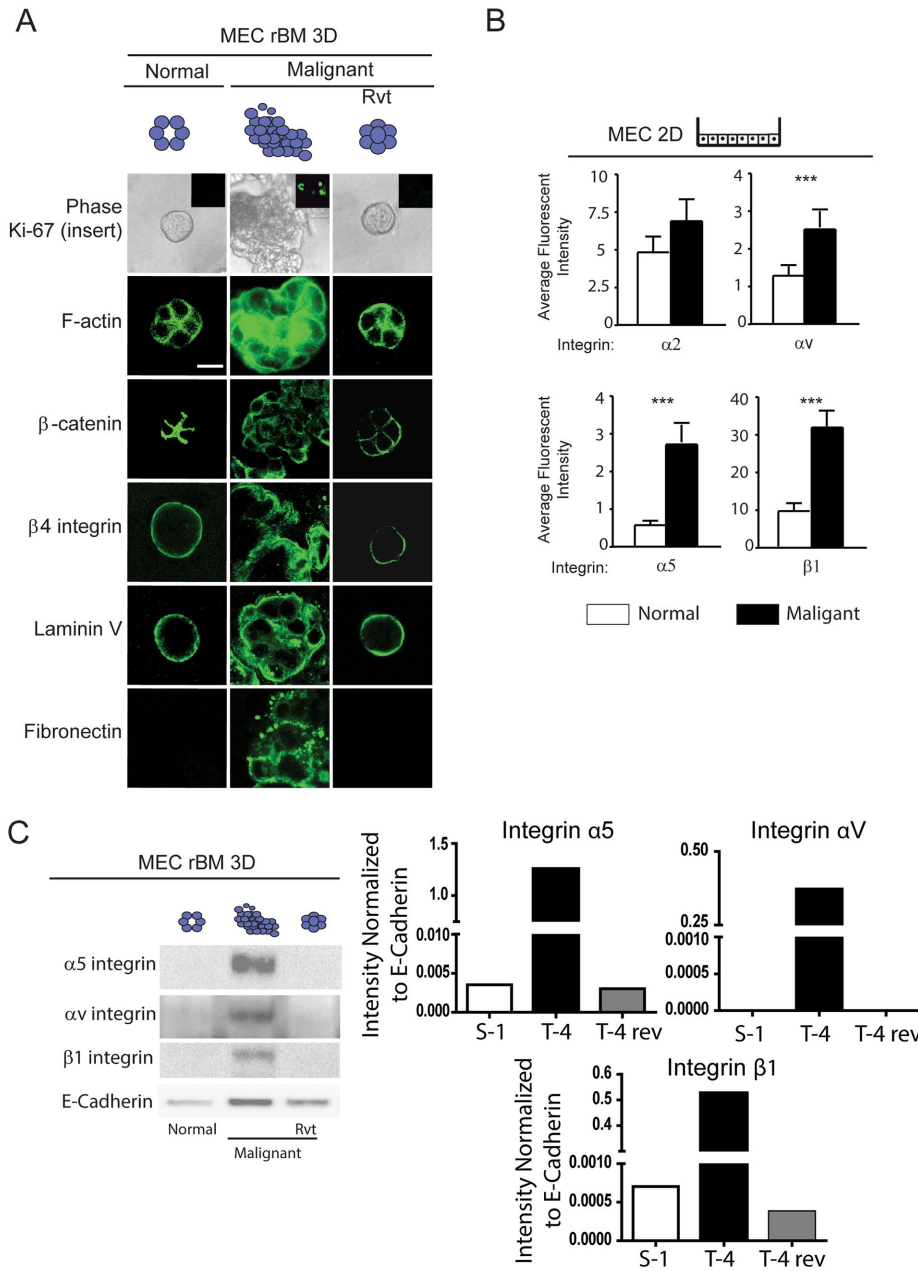 A
MEC rBM 3D
Normal
Malignant
Rvt
Phase
Ki-67 (insert)
F-actin
β-catenin
β4 integrin
Laminin V
Fibronectin
B
MEC 2D
Average Fluorescent
Intensity
7.5
5
2.5
0
***
4
3
2
1
0
Integrin:
α2
αv
Average Fluorescent
Intensity
***
4
3
2
1
0
***
40
30
20
10
0
Integrin:
α5
β1
Normal
Maligant
C
MEC rBM 3D
α5 integrin
αv integrin
β1 integrin
E-Cadherin
Normal
Rvt
Malignant
Integrin α5
Intensity Normalized
to E-Cadherin
1.5
1.0
0.5
0.010
0.005
0.000
S-1
T-4
T-4 rev
Integrin αV
0.50
0.25
0.0010
0.0005
0.0000
S-1
T-4
T-4 rev
Integrin β1
Intensity Normalized
to E-Cadherin
0.6
0.5
0.4
0.3
0.0010
0.0005
0.0000
S-1
T-4
T-4 rev